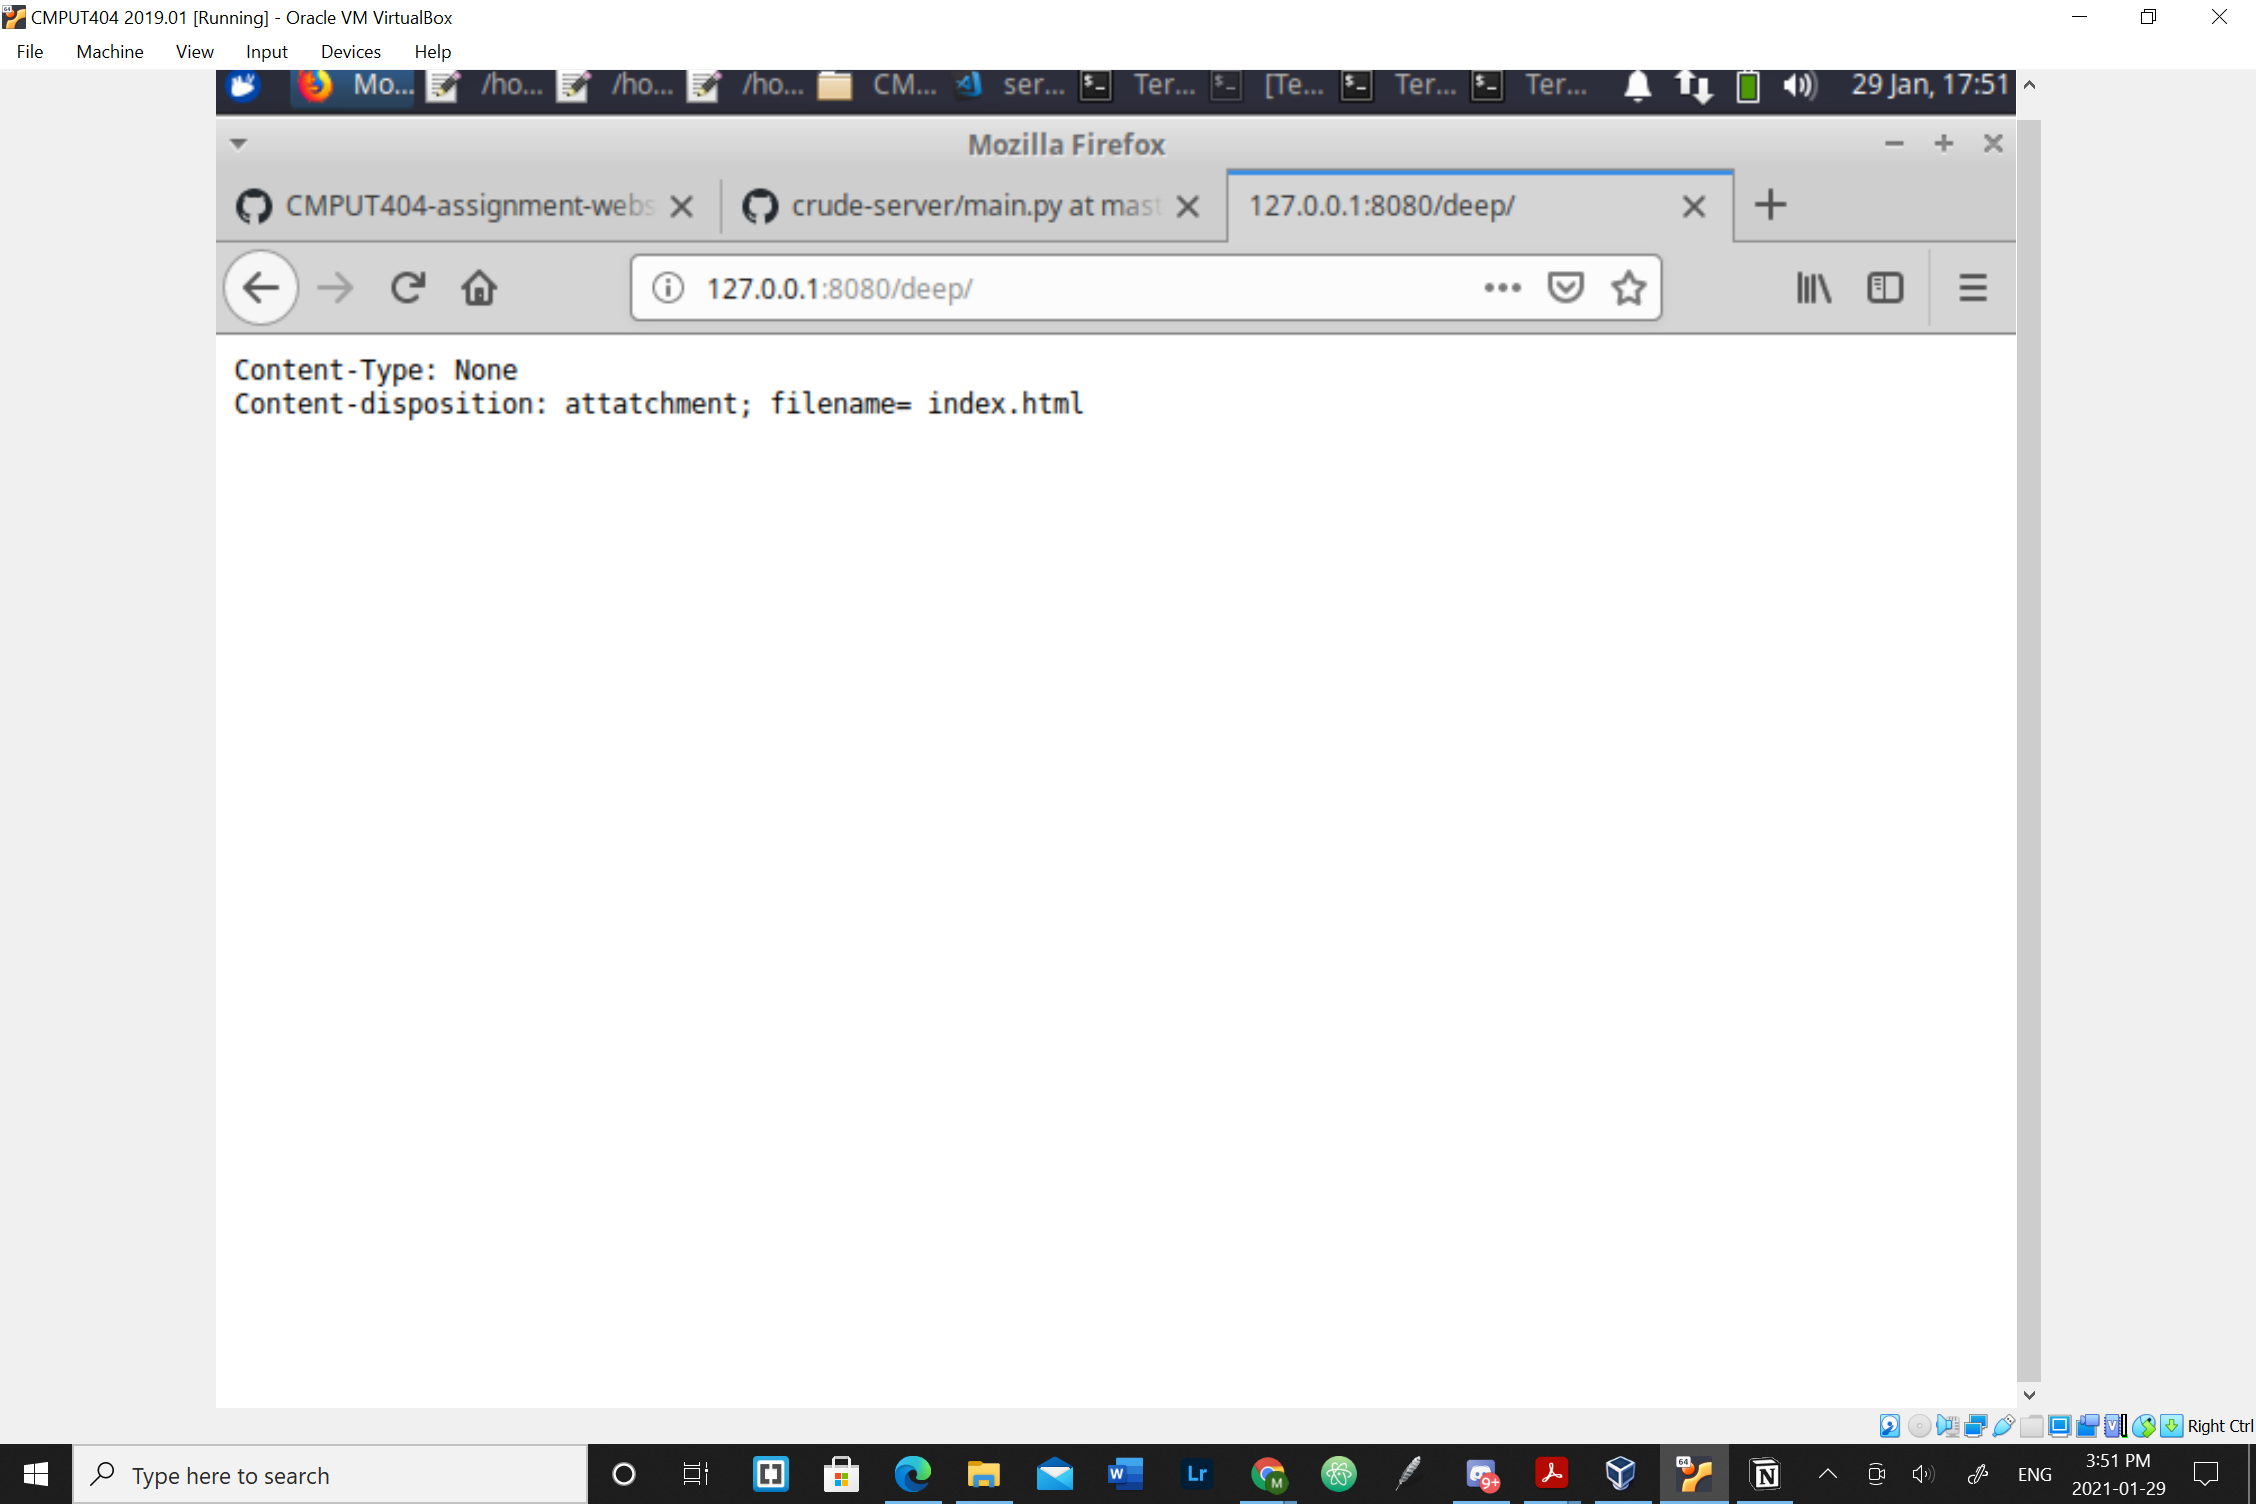 CMPUT404 2019.01 [Running] - Oracle VM VirtualBox
File Machine View Input Devices Help
Mo... /ho... /ho... /ho... CM... ser... Ter... [Te... Ter... Ter... 29 Jan, 17:51
Mozilla Firefox
CMPUT404-assignment-webs crude-server/main.py at mast 127.0.0.1:8080/deep/
127.0.0.1:8080/deep/
Content-Type: None
Content-disposition: attatchment; filename= index.html
Right Ctrl
Type here to search
Lr
9+
64
ENG
3:51 PM
2021-01-29